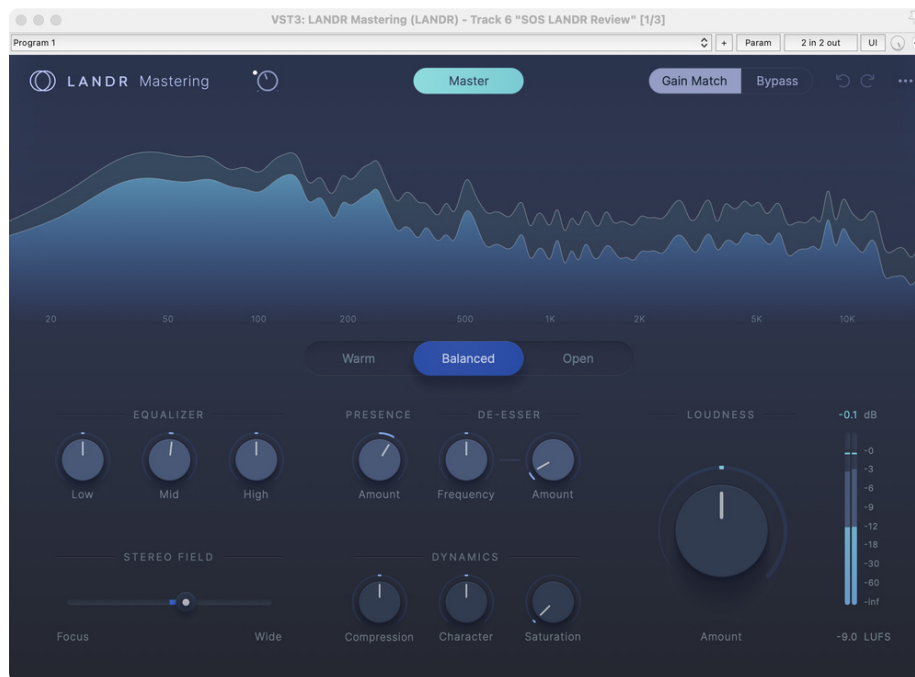 VST3: LANDR Mastering (LANDR) - Track 6 "SOS LANDR Review" [1/3]
Program 1 + Param 2 in 2 out UI
LANDR Mastering Master Gain Match Bypass
20 50 100 200 500 1K 2K 5K 10K
Warm Balanced Open
EQUALIZER PRESENCE DE-ESSER LOUDNESS -0.1 dB
-0
-3
-6
-9
-12
-18
-30
-60
-Inf
Low Mid High Amount Frequency Amount
STEREO FIELD DYNAMICS
Focus Wide Compression Character Saturation Amount -9.0 LUFS